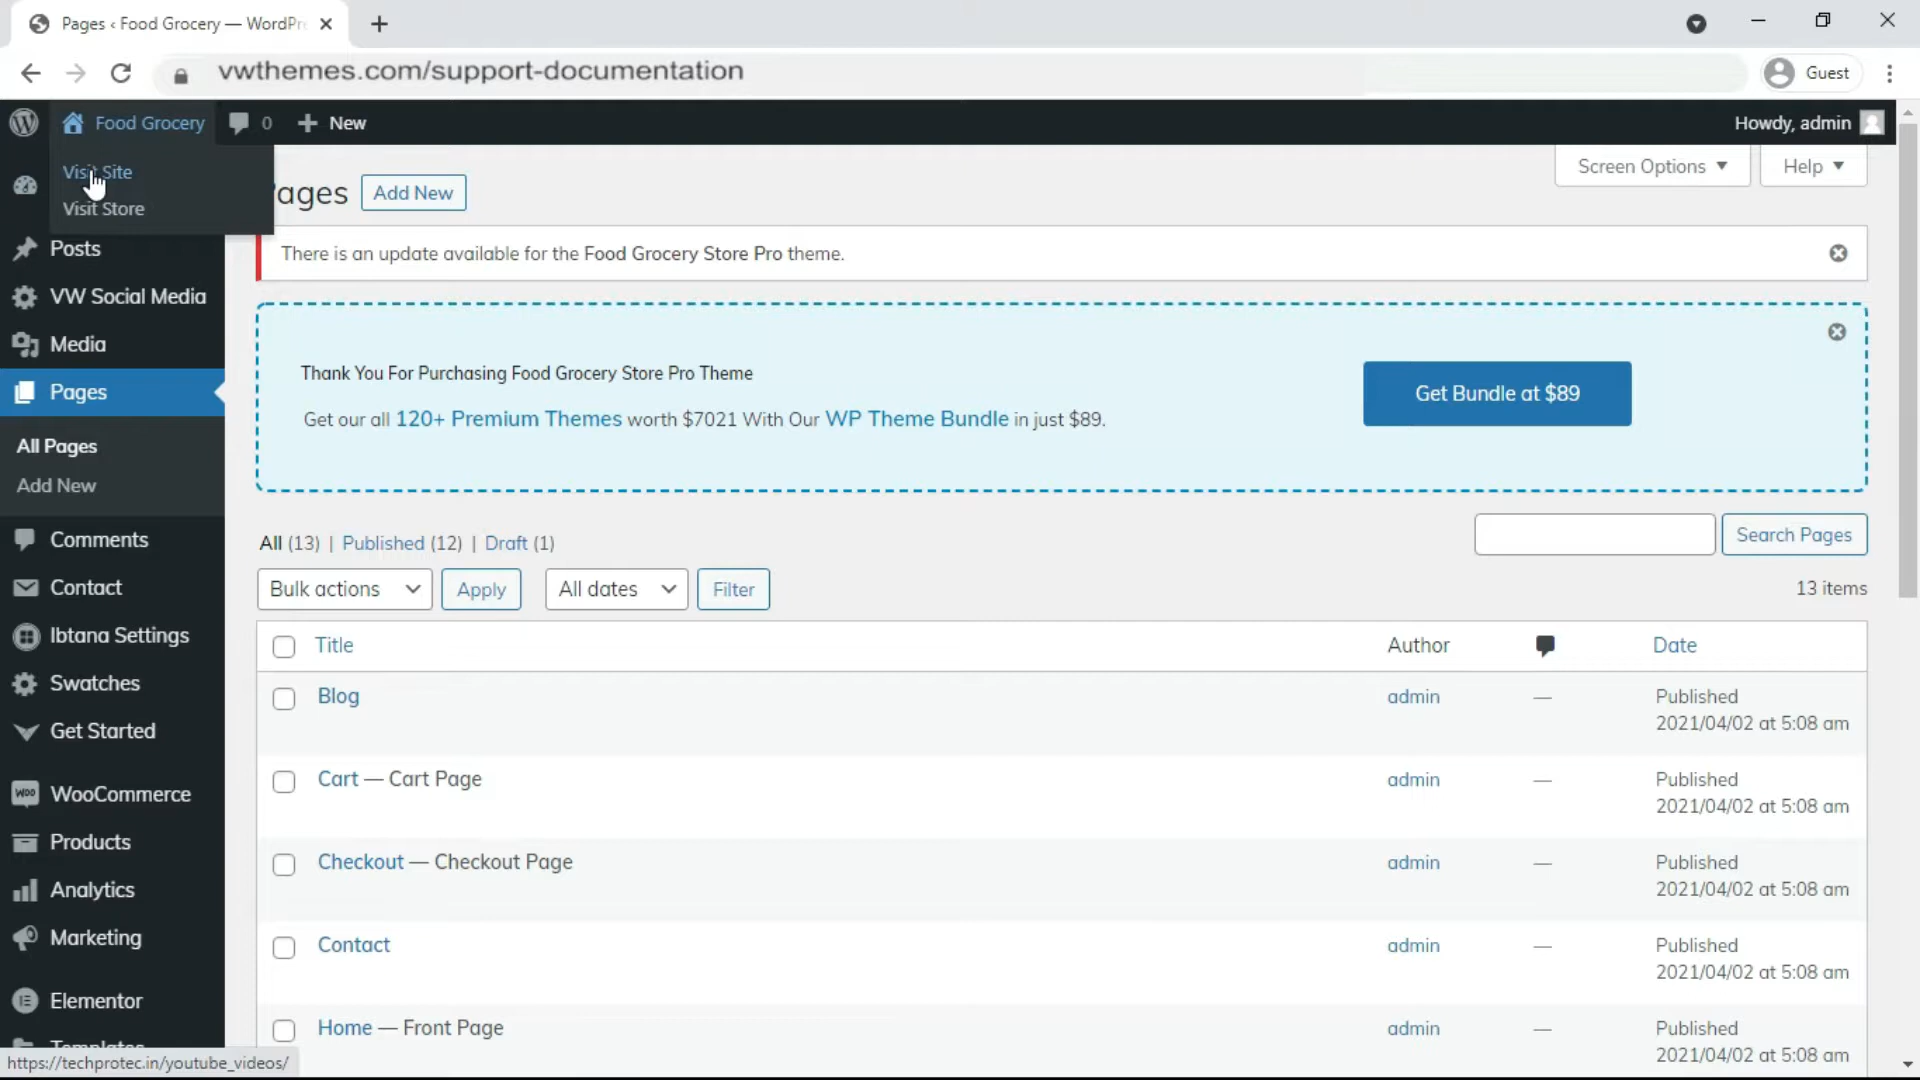 Pages ‹ Food Grocery — WordPr
vwthemes.com/support-documentation
Guest
Food Grocery
0
New
Howdy, admin
Visit Site
Visit Store
ages
Add New
Screen Options
Help
There is an update available for the Food Grocery Store Pro theme.
Thank You For Purchasing Food Grocery Store Pro Theme
Get our all 120+ Premium Themes worth $7021 With Our WP Theme Bundle in just $89.
Get Bundle at $89
Posts
VW Social Media
Media
Pages
All Pages
Add New
Comments
Contact
Ibtana Settings
Swatches
Get Started
WooCommerce
Products
Analytics
Marketing
Elementor
Templates
All (13) | Published (12) | Draft (1)
Search Pages
Bulk actions
Apply
All dates
Filter
13 items
Title
Author
Date
Blog
admin
—
Published
2021/04/02 at 5:08 am
Cart — Cart Page
admin
—
Published
2021/04/02 at 5:08 am
Checkout — Checkout Page
admin
—
Published
2021/04/02 at 5:08 am
Contact
admin
—
Published
2021/04/02 at 5:08 am
Home — Front Page
admin
—
Published
2021/04/02 at 5:08 am
https://techprotec.in/youtube_videos/